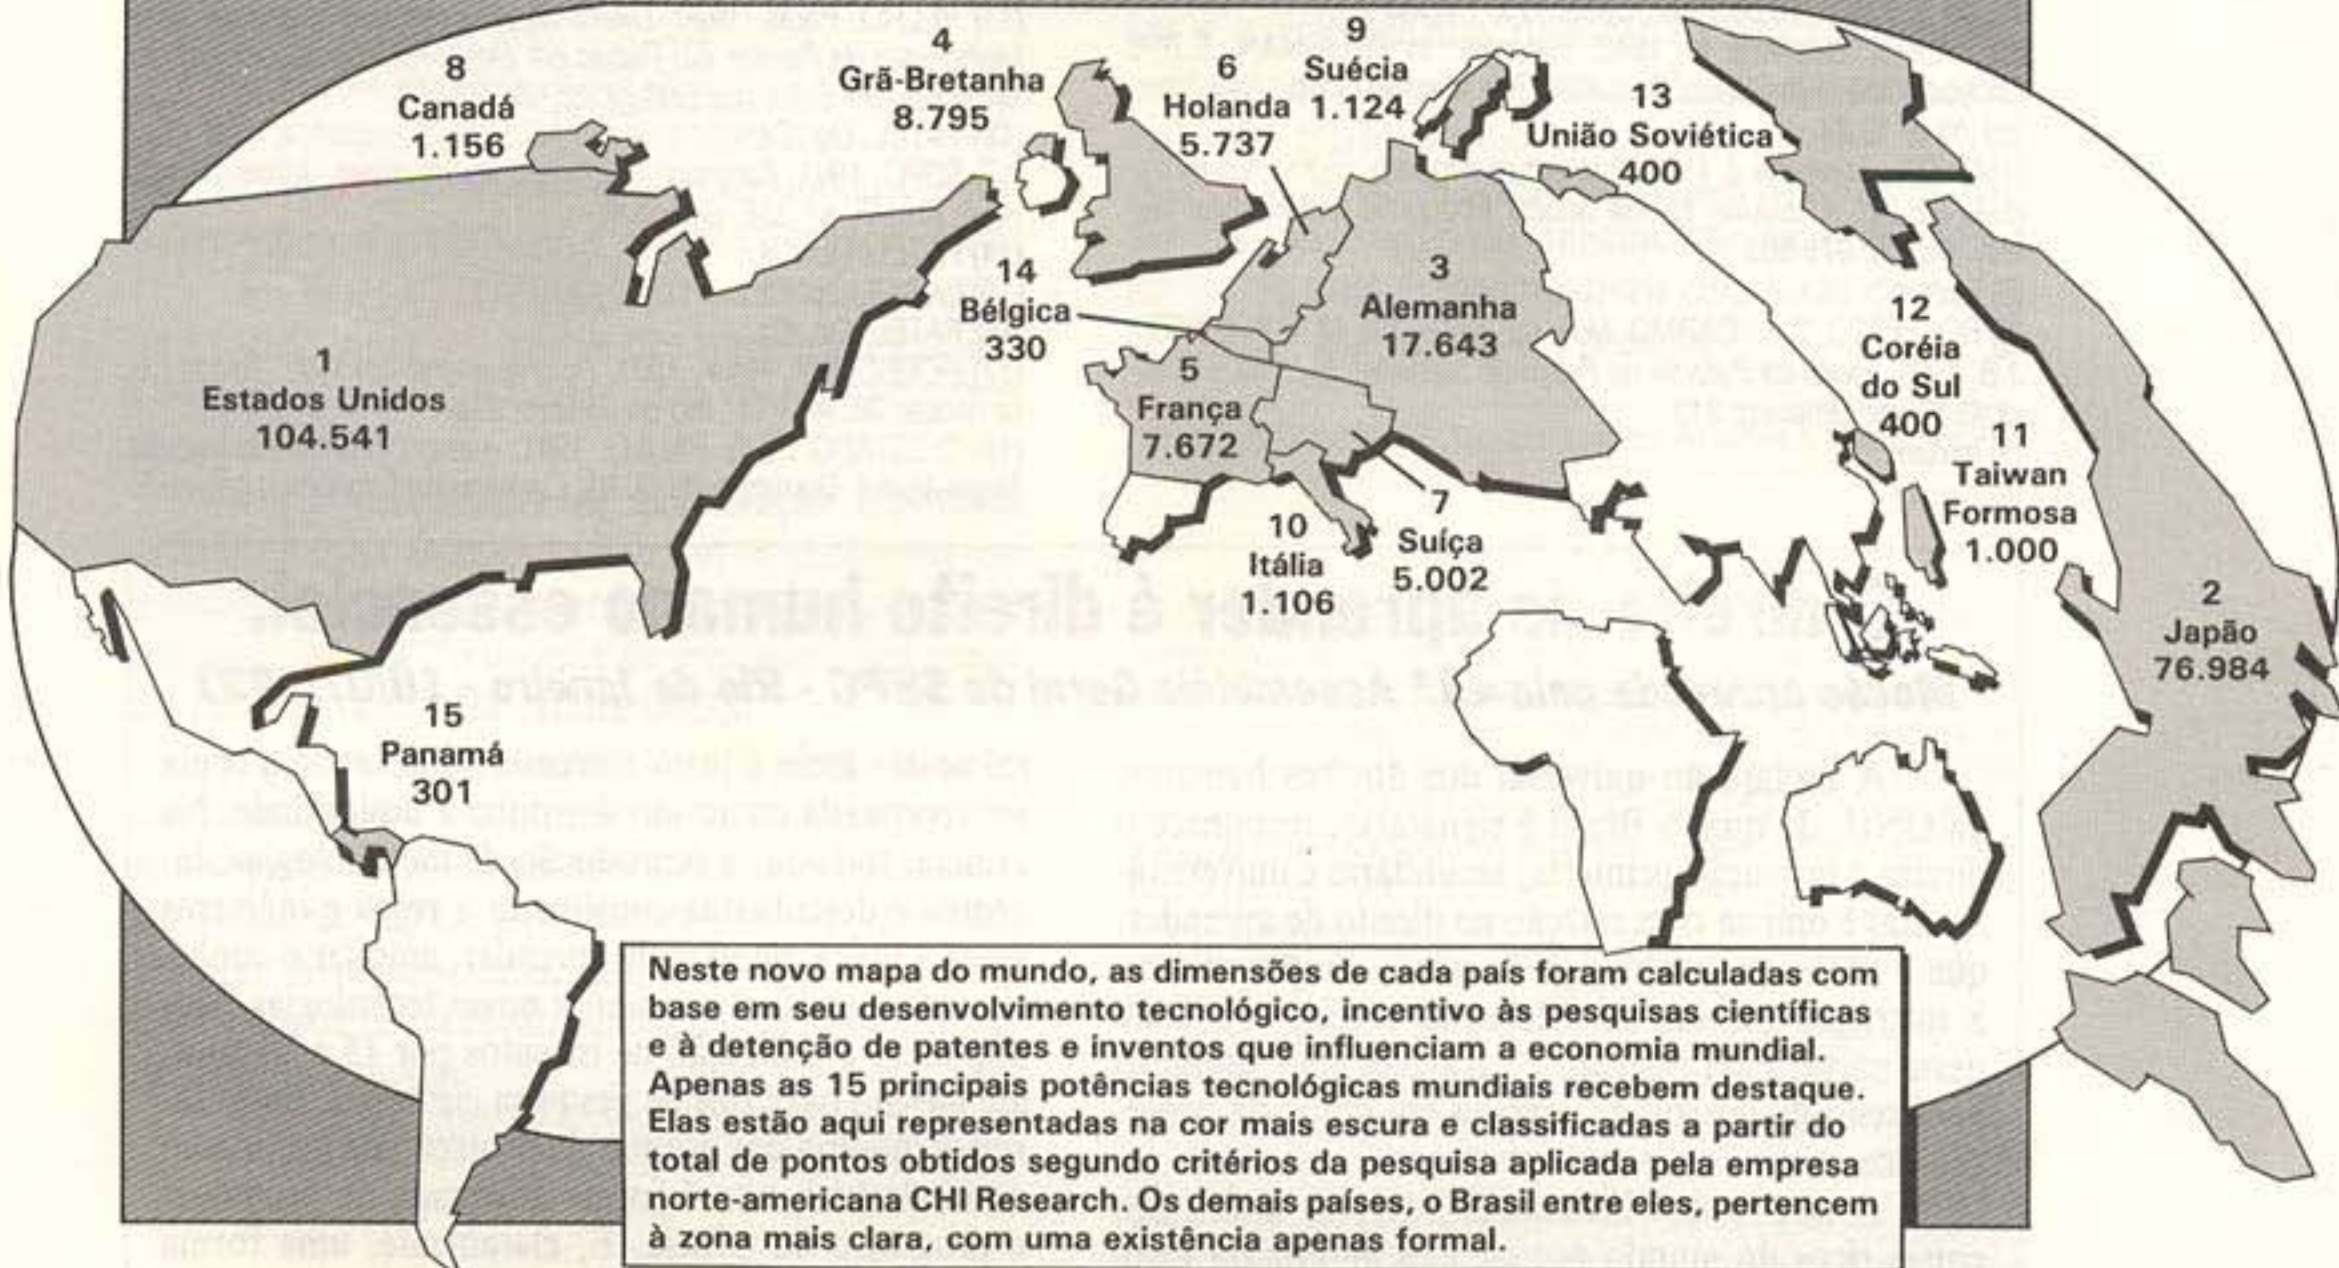 8
Canadá
1.156
4
Grã-Bretanha
8.795
6
Holanda
5.737
9
Suécia
1.124
13
União Soviética
400
1
Estados Unidos
104.541
14
Bélgica
330
3
Alemanha
17.643
5
França
7.672
12
Coréia
do Sul
400
11
Taiwan
Formosa
1.000
10
Itália
1.106
7
Suíça
5.002
2
Japão
76.984
15
Panamá
301
Neste novo mapa do mundo, as dimensões de cada país foram calculadas com
base em seu desenvolvimento tecnológico, incentivo às pesquisas científicas
e à detenção de patentes e inventos que influenciam a economia mundial.
Apenas as 15 principais potências tecnológicas mundiais recebem destaque.
Elas estão aqui representadas na cor mais escura e classificadas a partir do
total de pontos obtidos segundo critérios da pesquisa aplicada pela empresa
norte-americana CHI Research. Os demais países, o Brasil entre eles, pertencem
à zona mais clara, com uma existência apenas formal.